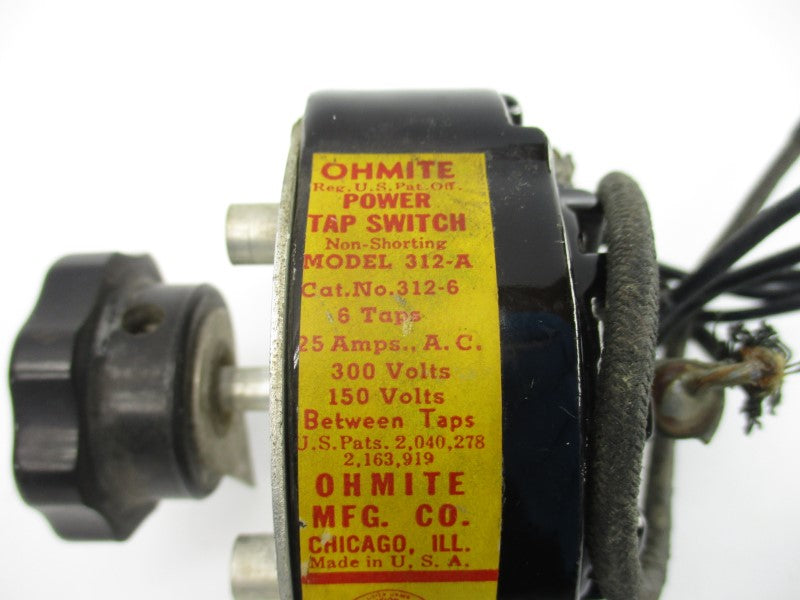 OHMITE
Reg. U.S. Pat. Off.
POWER
TAP SWITCH
Non-Shorting
MODEL 312-A
Cat. No. 312-6
6 Taps
25 Amps., A. C.
300 Volts
150 Volts
Between Taps
U.S. Pats. 2,040,278
2,163,919
OHMITE
MFG. CO.
CHICAGO, ILL.
Made in U. S. A.